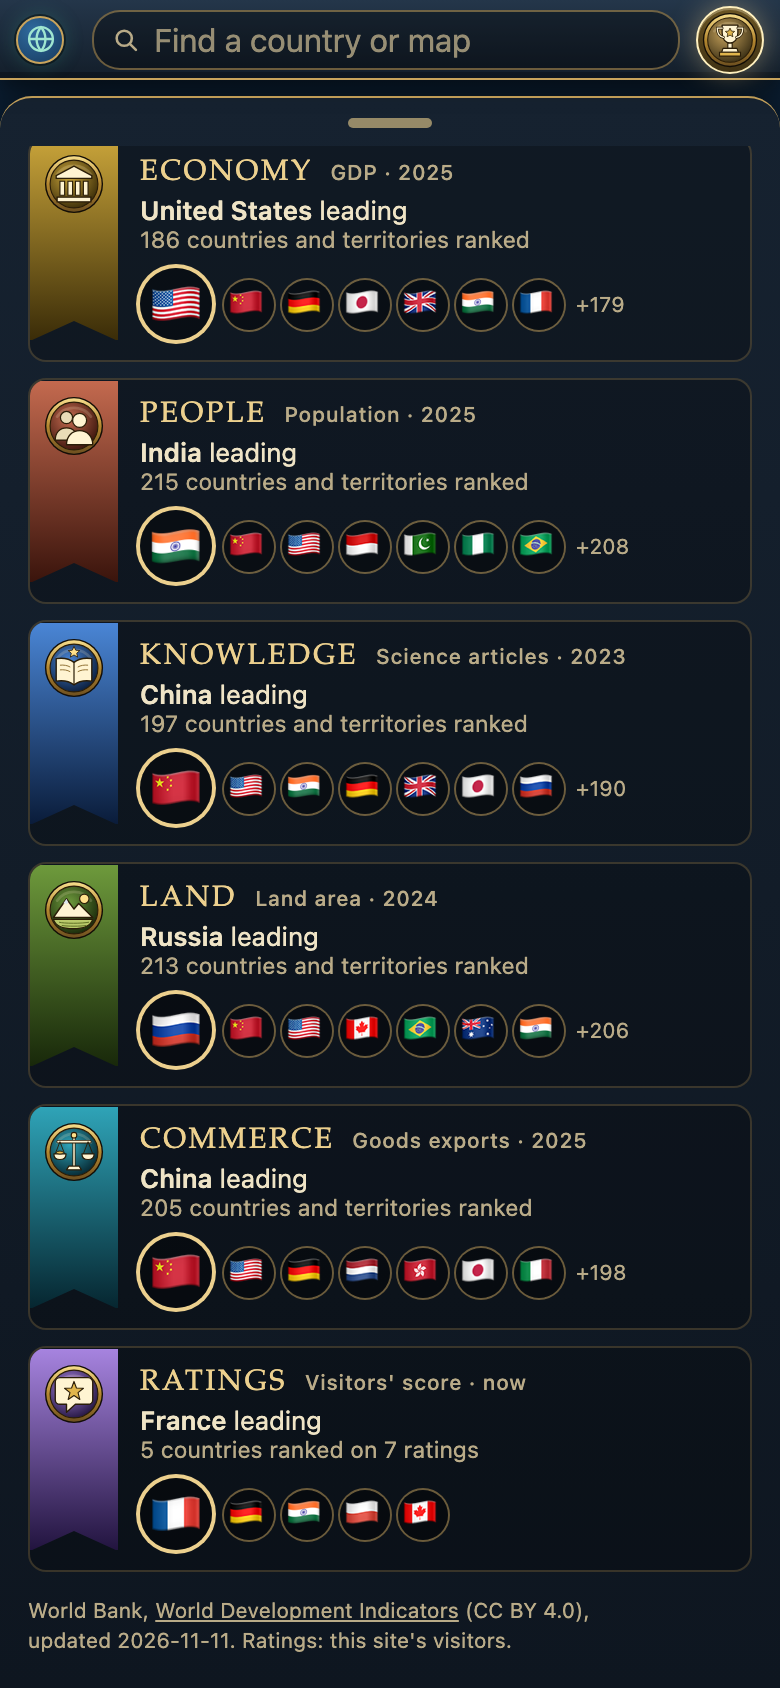 Find a country or map
ECONOMY GDP · 2025
United States leading
186 countries and territories ranked
+179
PEOPLE Population · 2025
India leading
215 countries and territories ranked
+208
KNOWLEDGE Science articles · 2023
China leading
197 countries and territories ranked
+190
LAND Land area · 2024
Russia leading
213 countries and territories ranked
+206
COMMERCE Goods exports · 2025
China leading
205 countries and territories ranked
+198
RATINGS Visitors' score · now
France leading
5 countries ranked on 7 ratings
World Bank, World Development Indicators (CC BY 4.0),
updated 2026-11-11. Ratings: this site's visitors.